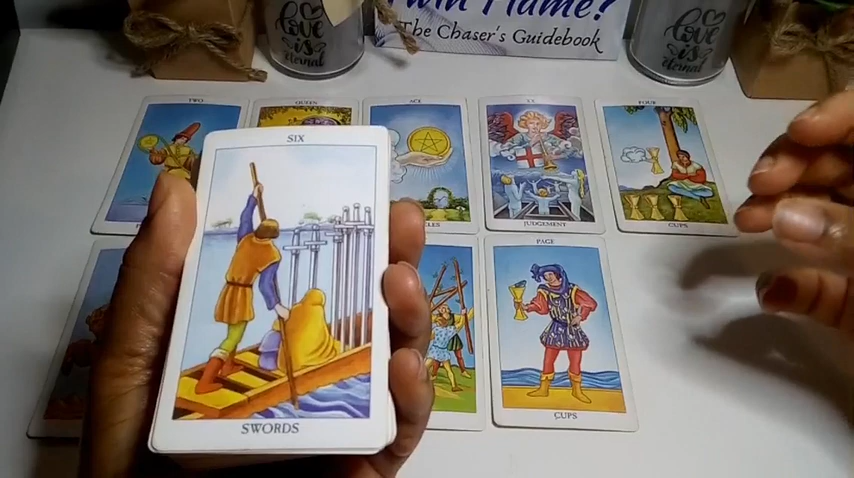 Twin Flame?
The Chaser's Guidebook
LOVE
is
eternal
LOVE
is
eternal
TWO
QUEEN
ACE
XX
FOUR
JUDGEMENT
CUPS
SIX
SWORDS
PAGE
CUPS